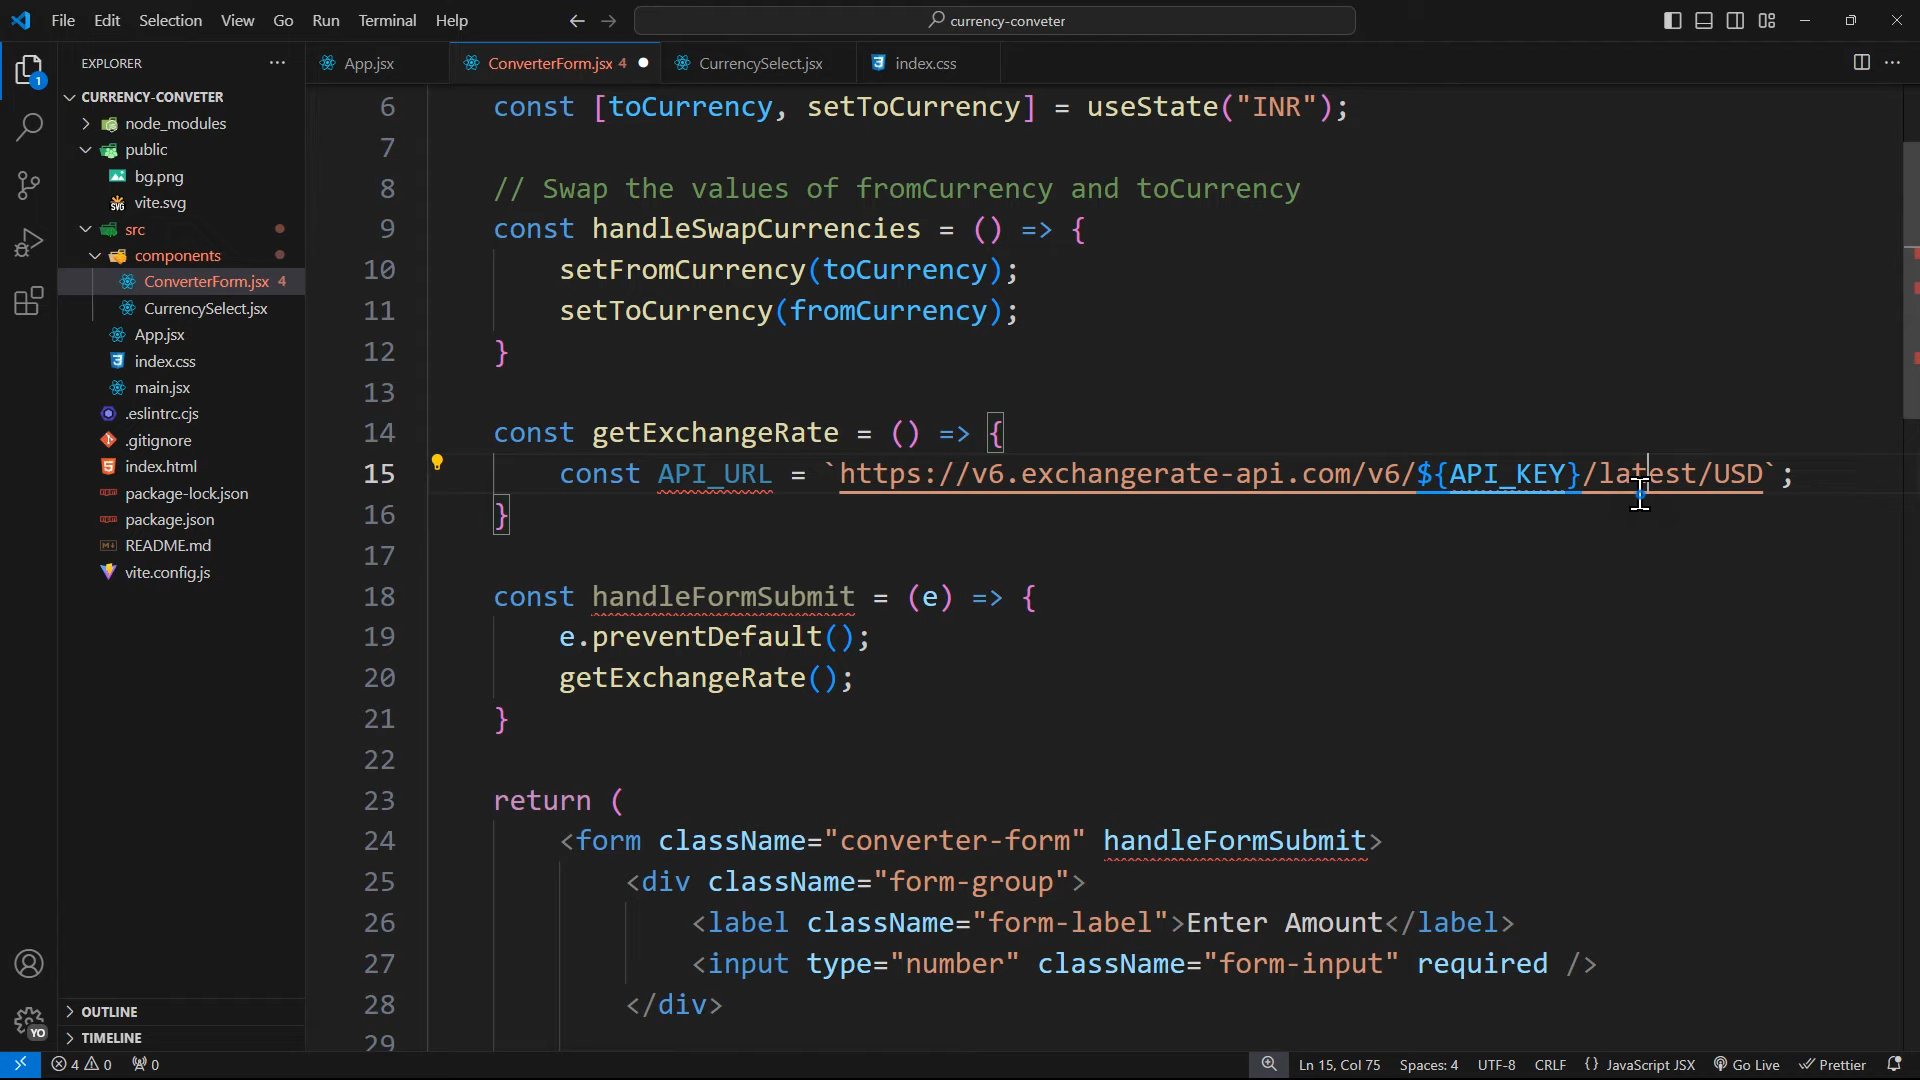 File Edit Selection View Go Run Terminal Help
currency-conveter
EXPLORER
App.jsx
ConverterForm.jsx 4
CurrencySelect.jsx
index.css
1
CURRENCY-CONVETER
node_modules
public
bg.png
vite.svg
src
components
ConverterForm.jsx 4
CurrencySelect.jsx
App.jsx
index.css
main.jsx
.eslintrc.cjs
.gitignore
index.html
package-lock.json
package.json
README.md
vite.config.js
OUTLINE
TIMELINE
YO
6 const [toCurrency, setToCurrency] = useState("INR");
7
8 // Swap the values of fromCurrency and toCurrency
9 const handleSwapCurrencies = () => {
10 setFromCurrency(toCurrency);
11 setToCurrency(fromCurrency);
12 }
13
14 const getExchangeRate = () => {
15 const API_URL = `https://v6.exchangerate-api.com/v6/${API_KEY}/latest/USD`;
16 }
17
18 const handleFormSubmit = (e) => {
19 e.preventDefault();
20 getExchangeRate();
21 }
22
23 return (
24 <form className="converter-form" handleFormSubmit>
25 <div className="form-group">
26 <label className="form-label">Enter Amount</label>
27 <input type="number" className="form-input" required />
28 </div>
29
4 0 0
Ln 15, Col 75 Spaces: 4 UTF-8 CRLF {} JavaScript JSX Go Live Prettier